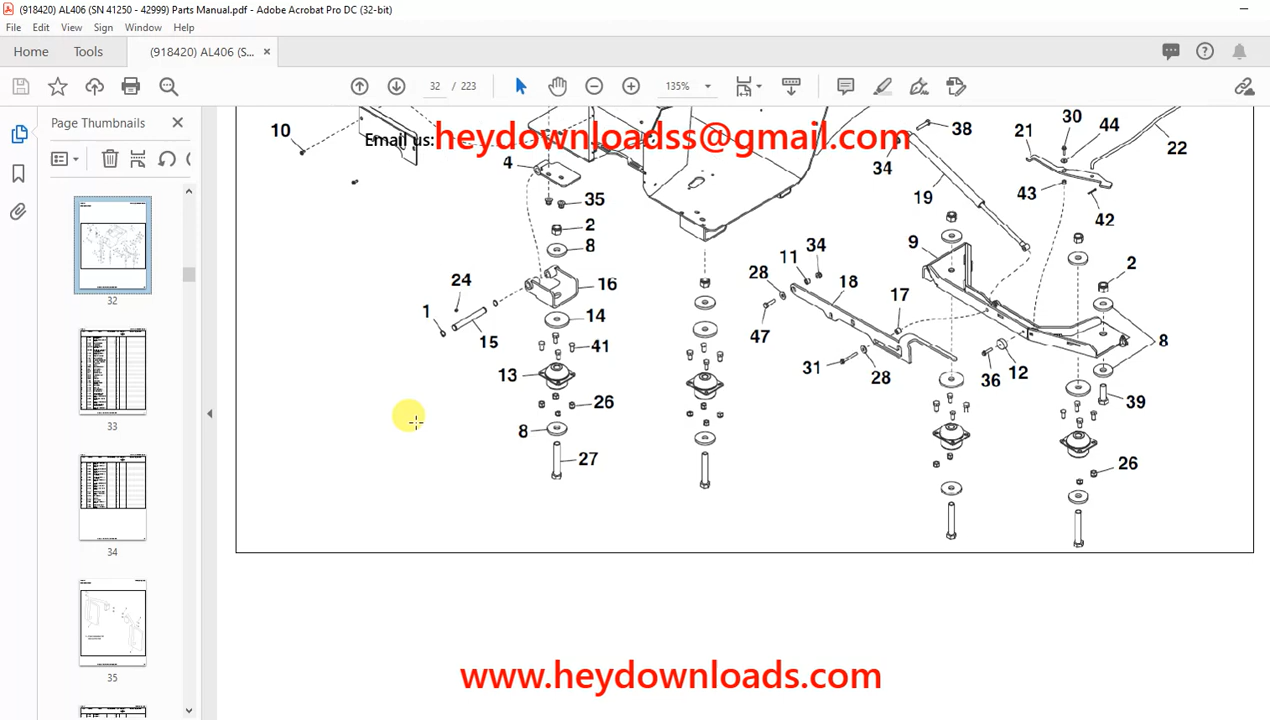 (918420) AL406 (SN 41250 - 42999) Parts Manual.pdf - Adobe Acrobat Pro DC (32-bit)
File Edit View Sign Window Help
Home Tools (918420) AL406 (S... ×
32 / 223 135%
Page Thumbnails
32
33
34
35
Email us: heydownloadss@gmail.com
10 38 21 30 44
4 34 22
35 19 43 42
2 9
8 34 2
24 16 28 11 18 17
1 14 8
15 41 47
13 31 28 36 12
26 39
8
27 26
www.heydownloads.com